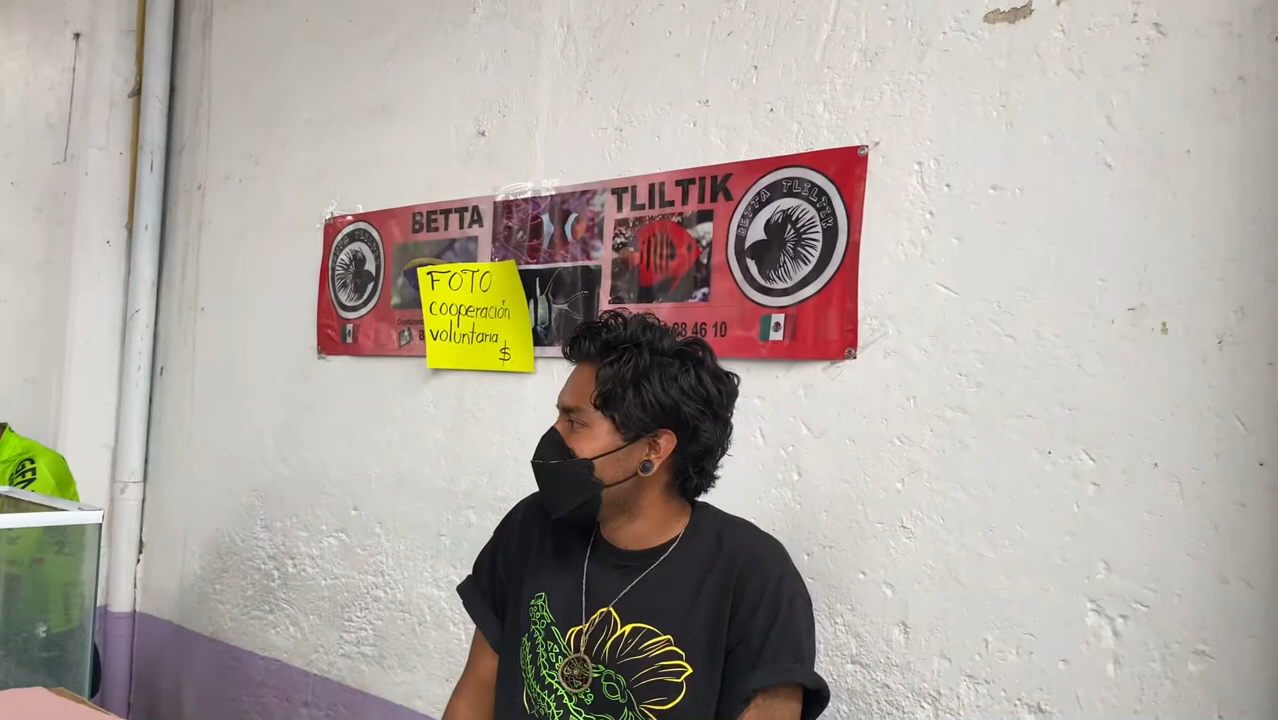 BETTA
TLILTIK
BETTA TLILTIK
FOTO
cooperación
voluntaria
$
28 46 10